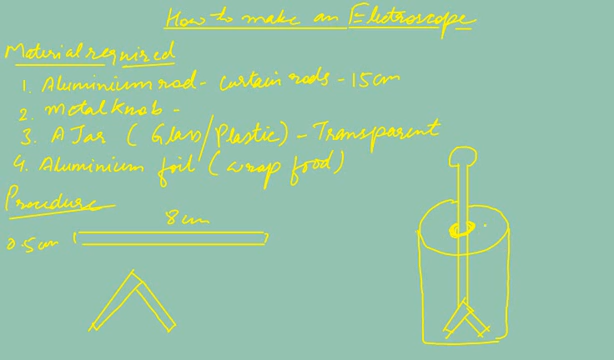 How to make an Electroscope
Material required
1. Aluminium rod - Curtain rods - 15cm
2. Metal Knob -
3. A Jar ( Glass/Plastic) - Transparent
4. Aluminium foil ( wrap food)
Procedure
8cm
0.5cm